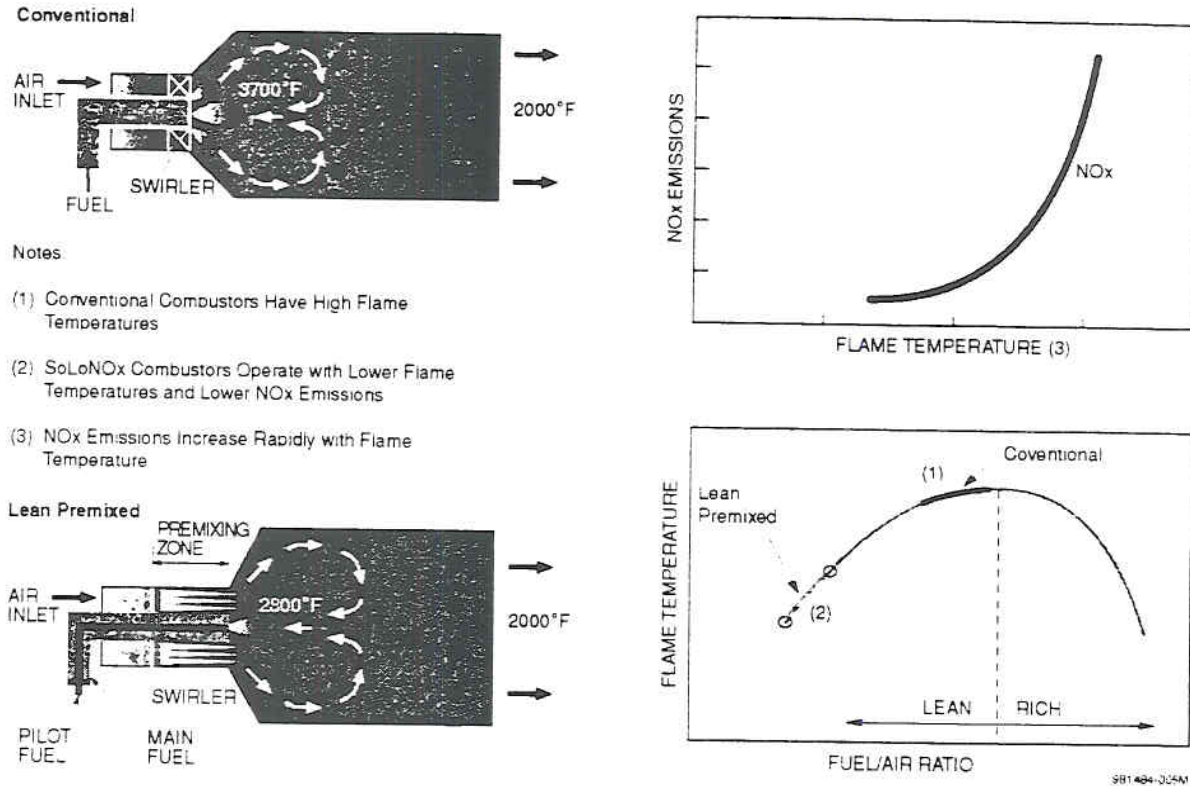 Conventional
AIR
INLET
3700°F
2000°F
SWIRLER
FUEL
Notes
(1) Conventional Combustors Have High Flame
Temperatures
(2) SoLoNOx Combustors Operate with Lower Flame
Temperatures and Lower NOx Emissions
(3) NOx Emissions Increase Rapidly with Flame
Temperature
Lean Premixed
PREMIXING
ZONE
AIR
INLET
2800°F
2000°F
SWIRLER
PILOT
FUEL
MAIN
FUEL
NOx EMISSIONS
NOx
FLAME TEMPERATURE (3)
FLAME TEMPERATURE
Lean
Premixed
(1)
Coventional
(2)
LEAN
RICH
FUEL/AIR RATIO